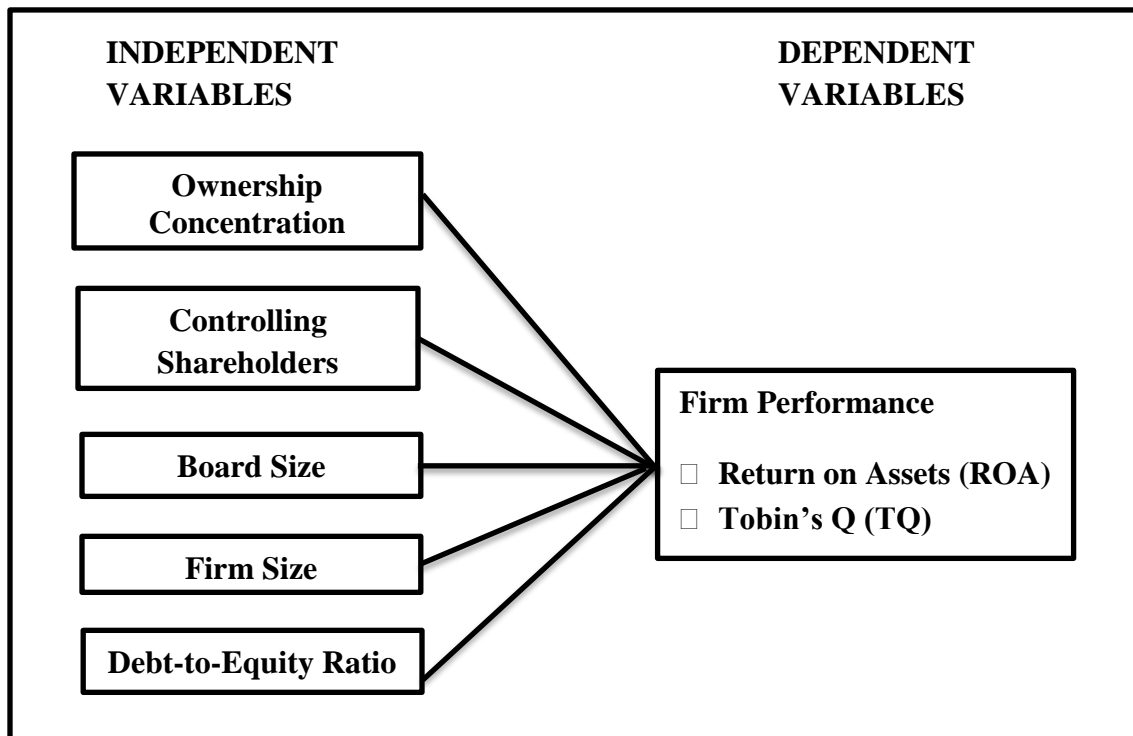 INDEPENDENT
VARIABLES
DEPENDENT
VARIABLES
Ownership
Concentration
Controlling
Shareholders
Board Size
Firm Size
Debt-to-Equity Ratio
Firm Performance
Return on Assets (ROA)
Tobin’s Q (TQ)